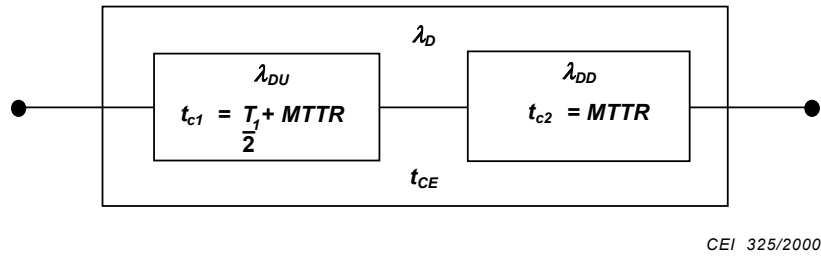 λD
λDU
tc1 = T1/2 + MTTR
λDD
tc2 = MTTR
tCE
CEI 325/2000